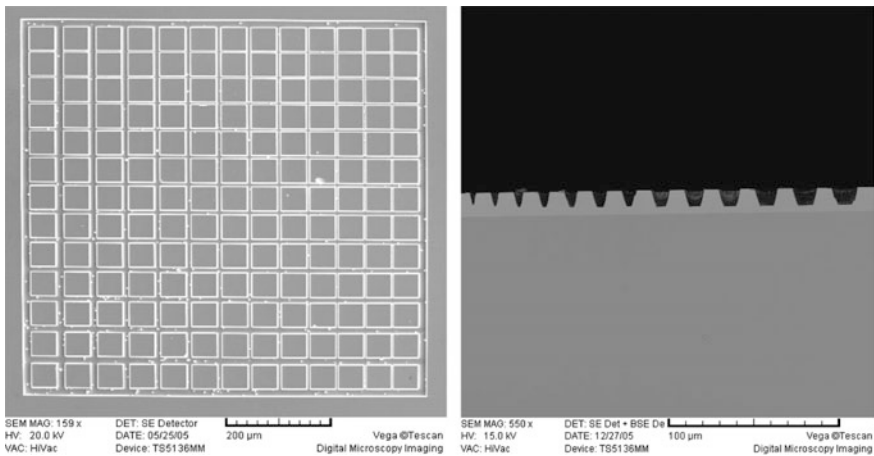 SEM MAG: 159 x DET: SE Detector
HV: 20.0 kV DATE: 05/25/05 200 µm Vega ©Tescan
VAC: HiVac Device: TS5136MM Digital Microscopy Imaging
SEM MAG: 550 x DET: SE Det + BSE De
HV: 15.0 kV DATE: 12/27/05 100 µm Vega ©Tescan
VAC: HiVac Device: TS5136MM Digital Microscopy Imaging